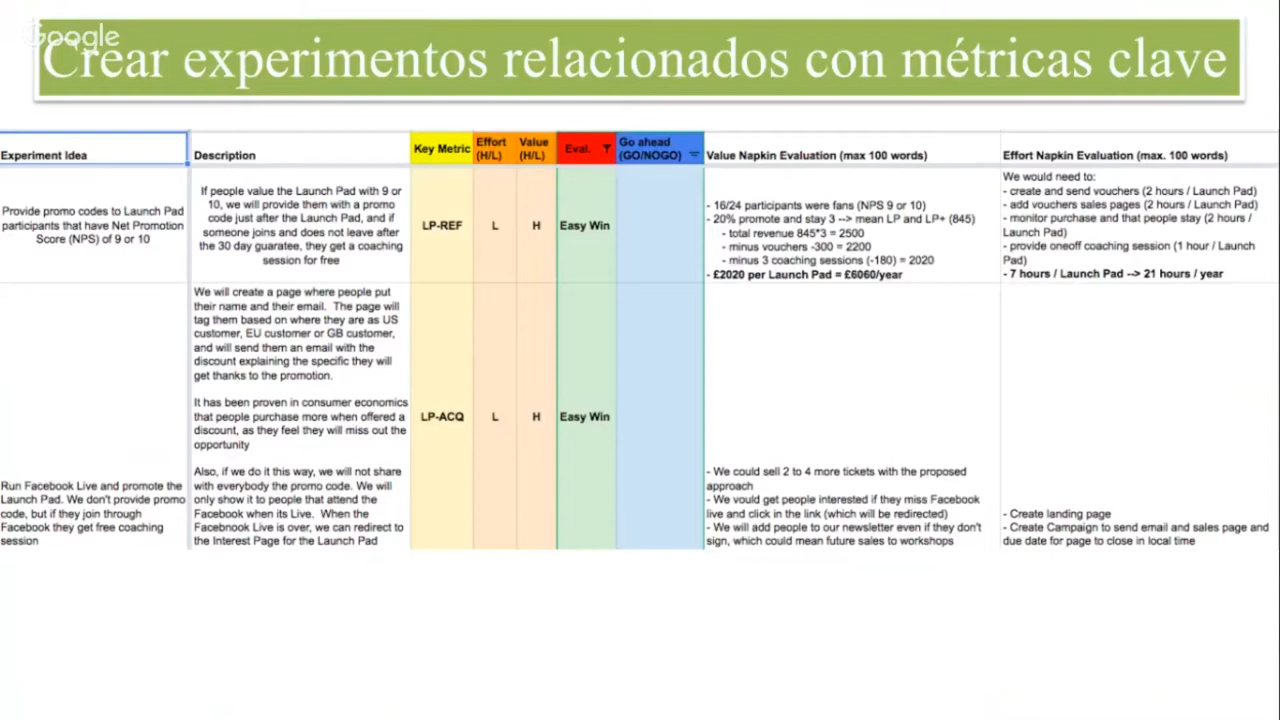 Google
Crear experimentos relacionados con métricas clave
Experiment Idea
Description
Key Metric
Effort
(H/L)
Value
(H/L)
Eval.
Go ahead
(GO/NOGO)
Value Napkin Evaluation (max 100 words)
Effort Napkin Evaluation (max. 100 words)
Provide promo codes to Launch Pad
participants that have Net Promotion
Score (NPS) of 9 or 10
If people value the Launch Pad with 9 or
10, we will provide them with a promo
code just after the Launch Pad, and if
someone joins and does not leave after
the 30 day guaratee, they get a coaching
session for free
LP-REF
L
H
Easy Win
- 16/24 participants were fans (NPS 9 or 10)
- 20% promote and stay 3 --> mean LP and LP+ (845)
- total revenue 845*3 = 2500
- minus vouchers -300 = 2200
- minus 3 coaching sessions (-180) = 2020
- £2020 per Launch Pad = £6060/year
We would need to:
- create and send vouchers (2 hours / Launch Pad)
- add vouchers sales pages (2 hours / Launch Pad)
- monitor purchase and that people stay (2 hours /
Launch Pad)
- provide oneoff coaching session (1 hour / Launch
Pad)
- 7 hours / Launch Pad --> 21 hours / year
Run Facebook Live and promote the
Launch Pad. We don't provide promo
code, but if they join through
Facebook they get free coaching
session
We will create a page where people put
their name and their email. The page will
tag them based on where they are as US
customer, EU customer or GB customer,
and will send them an email with the
discount explaining the specific they will
get thanks to the promotion.
It has been proven in consumer economics
that people purchase more when offered a
discount, as they feel they will miss out the
opportunity
Also, if we do it this way, we will not share
with everybody the promo code. We will
only show it to people that attend the
Facebook when its Live. When the
Facebnook Live is over, we can redirect to
the Interest Page for the Launch Pad
LP-ACQ
L
H
Easy Win
- We could sell 2 to 4 more tickets with the proposed
approach
- We vould get people interested if they miss Facebook
live and click in the link (which will be redirected)
- We will add people to our newsletter even if they don't
sign, which could mean future sales to workshops
- Create landing page
- Create Campaign to send email and sales page and
due date for page to close in local time